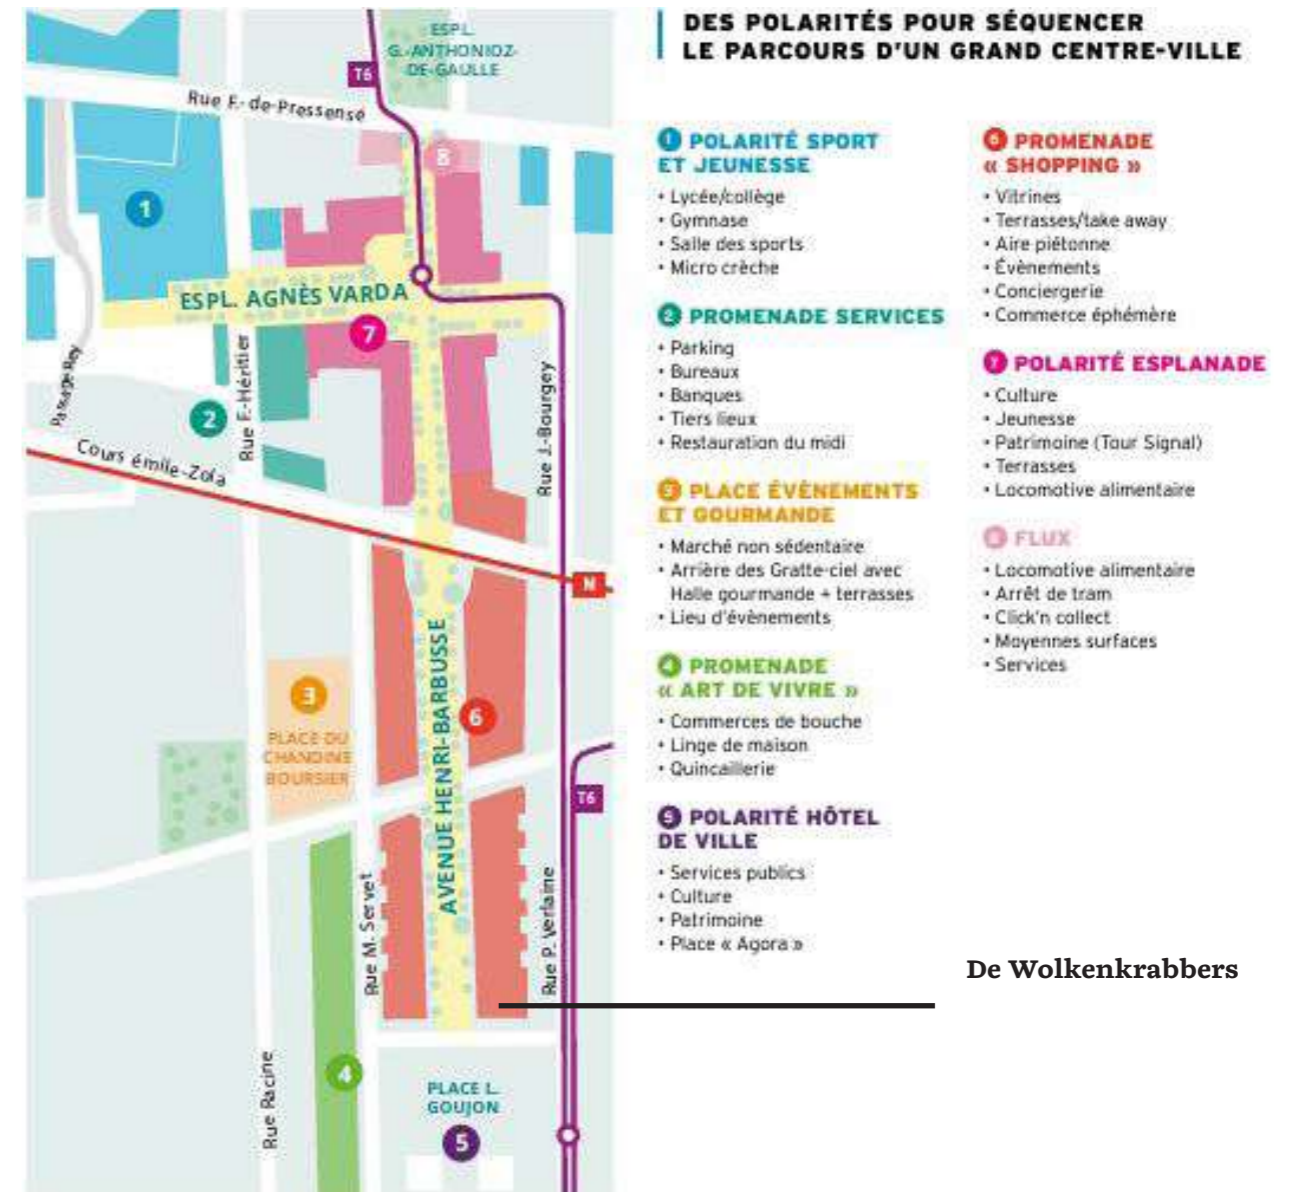 ESPL.
G.-ANTHONIOZ-
DE-GAULLE
T6
Rue F.-de-Pressensé
8
1
ESPL. AGNÈS VARDA
7
Passage Rey
2
Rue F.-Héritier
Rue J.-Bourgey
Cours émile-Zola
M
3
PLACE DU
CHANOINE
BOURSIER
AVENUE HENRI-BARBUSSE
6
T6
Rue M. Servet
Rue P. Verlaine
Rue Racine
4
PLACE L.
GOUJON
5
DES POLARITÉS POUR SÉQUENCER
LE PARCOURS D'UN GRAND CENTRE-VILLE
1 POLARITÉ SPORT
ET JEUNESSE
• Lycée/collège
• Gymnase
• Salle des sports
• Micro crèche
2 PROMENADE SERVICES
• Parking
• Bureaux
• Banques
• Tiers lieux
• Restauration du midi
3 PLACE ÉVÈNEMENTS
ET GOURMANDE
• Marché non sédentaire
• Arrière des Gratte-ciel avec
Halle gourmande + terrasses
• Lieu d'évènements
4 PROMENADE
« ART DE VIVRE »
• Commerces de bouche
• Linge de maison
• Quincaillerie
5 POLARITÉ HÔTEL
DE VILLE
• Services publics
• Culture
• Patrimoine
• Place « Agora »
6 PROMENADE
« SHOPPING »
• Vitrines
• Terrasses/take away
• Aire piétonne
• Évènements
• Conciergerie
• Commerce éphémère
7 POLARITÉ ESPLANADE
• Culture
• Jeunesse
• Patrimoine (Tour Signal)
• Terrasses
• Locomotive alimentaire
8 FLUX
• Locomotive alimentaire
• Arrêt de tram
• Click'n collect
• Moyennes surfaces
• Services
De Wolkenkrabbers